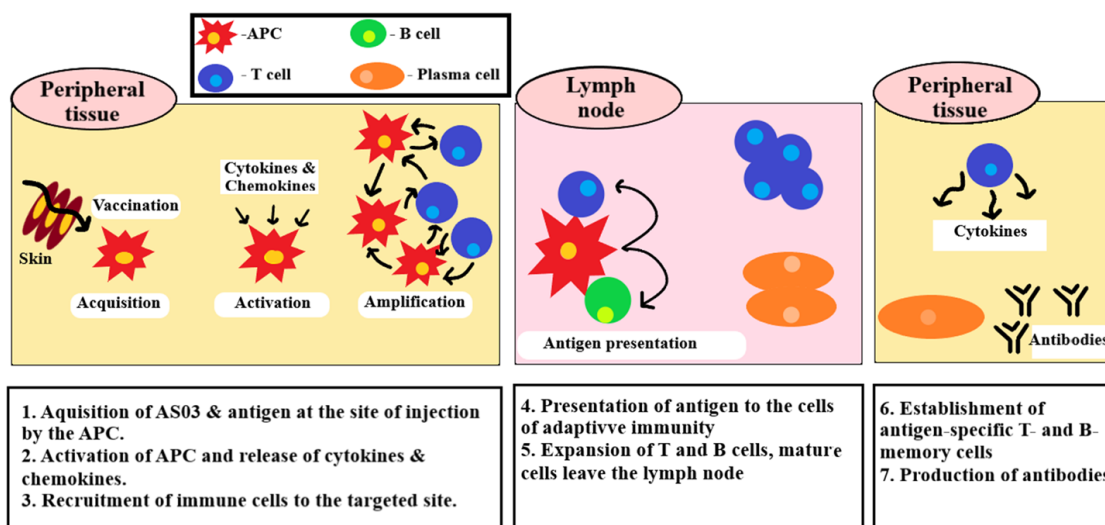 -APC
- B cell
- T cell
- Plasma cell
Peripheral
tissue
Vaccination
Skin
Acquisition
Cytokines &
Chemokines
Activation
Amplification
Lymph
node
Antigen presentation
Peripheral
tissue
Cytokines
Antibodies
1. Aquisition of AS03 & antigen at the site of injection
by the APC.
2. Activation of APC and release of cytokines &
chemokines.
3. Recruitment of immune cells to the targeted site.
4. Presentation of antigen to the cells
of adaptivve immunity
5. Expansion of T and B cells, mature
cells leave the lymph node
6. Establishment of
antigen-specific T- and B-
memory cells
7. Production of antibodies